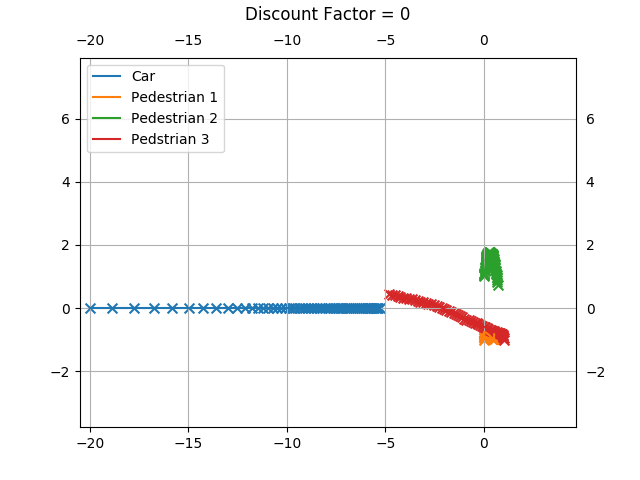 Discount Factor = 0
−20 −15 −10 −5 0
Car
Pedestrian 1
Pedestrian 2
Pedstrian 3
6 6
4 4
2 2
0 0
−2 −2
−20 −15 −10 −5 0